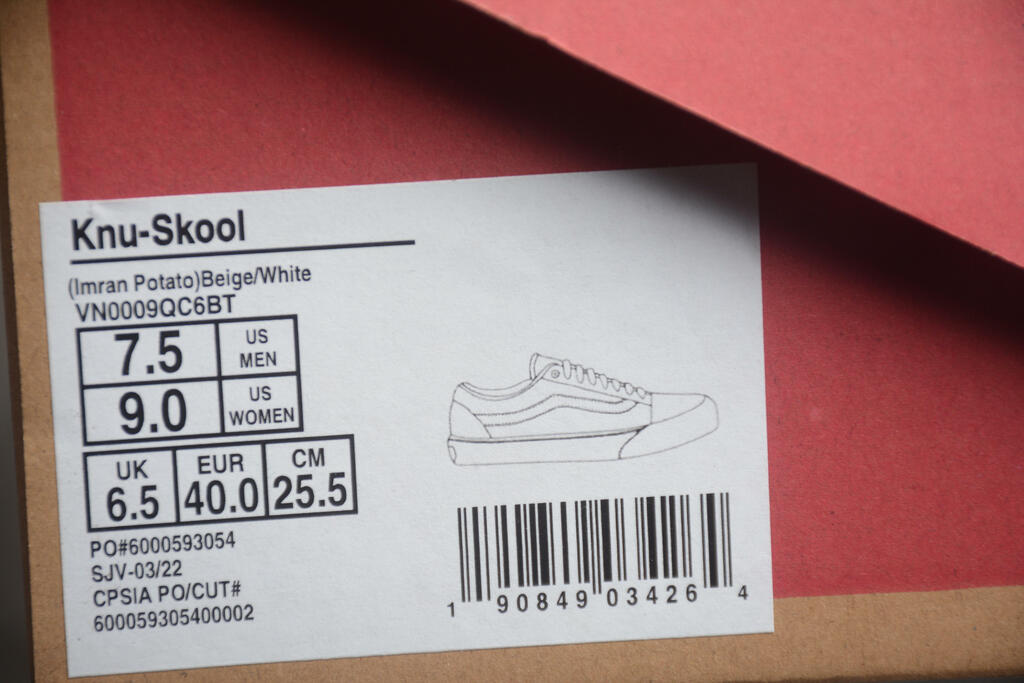 Knu-Skool
(Imran Potato)Beige/White
VN0009QC6BT
7.5 US MEN
9.0 US WOMEN
UK EUR CM
6.5 40.0 25.5
PO#6000593054
SJV-03/22
CPSIA PO/CUT#
600059305400002
1 90849 03426 4